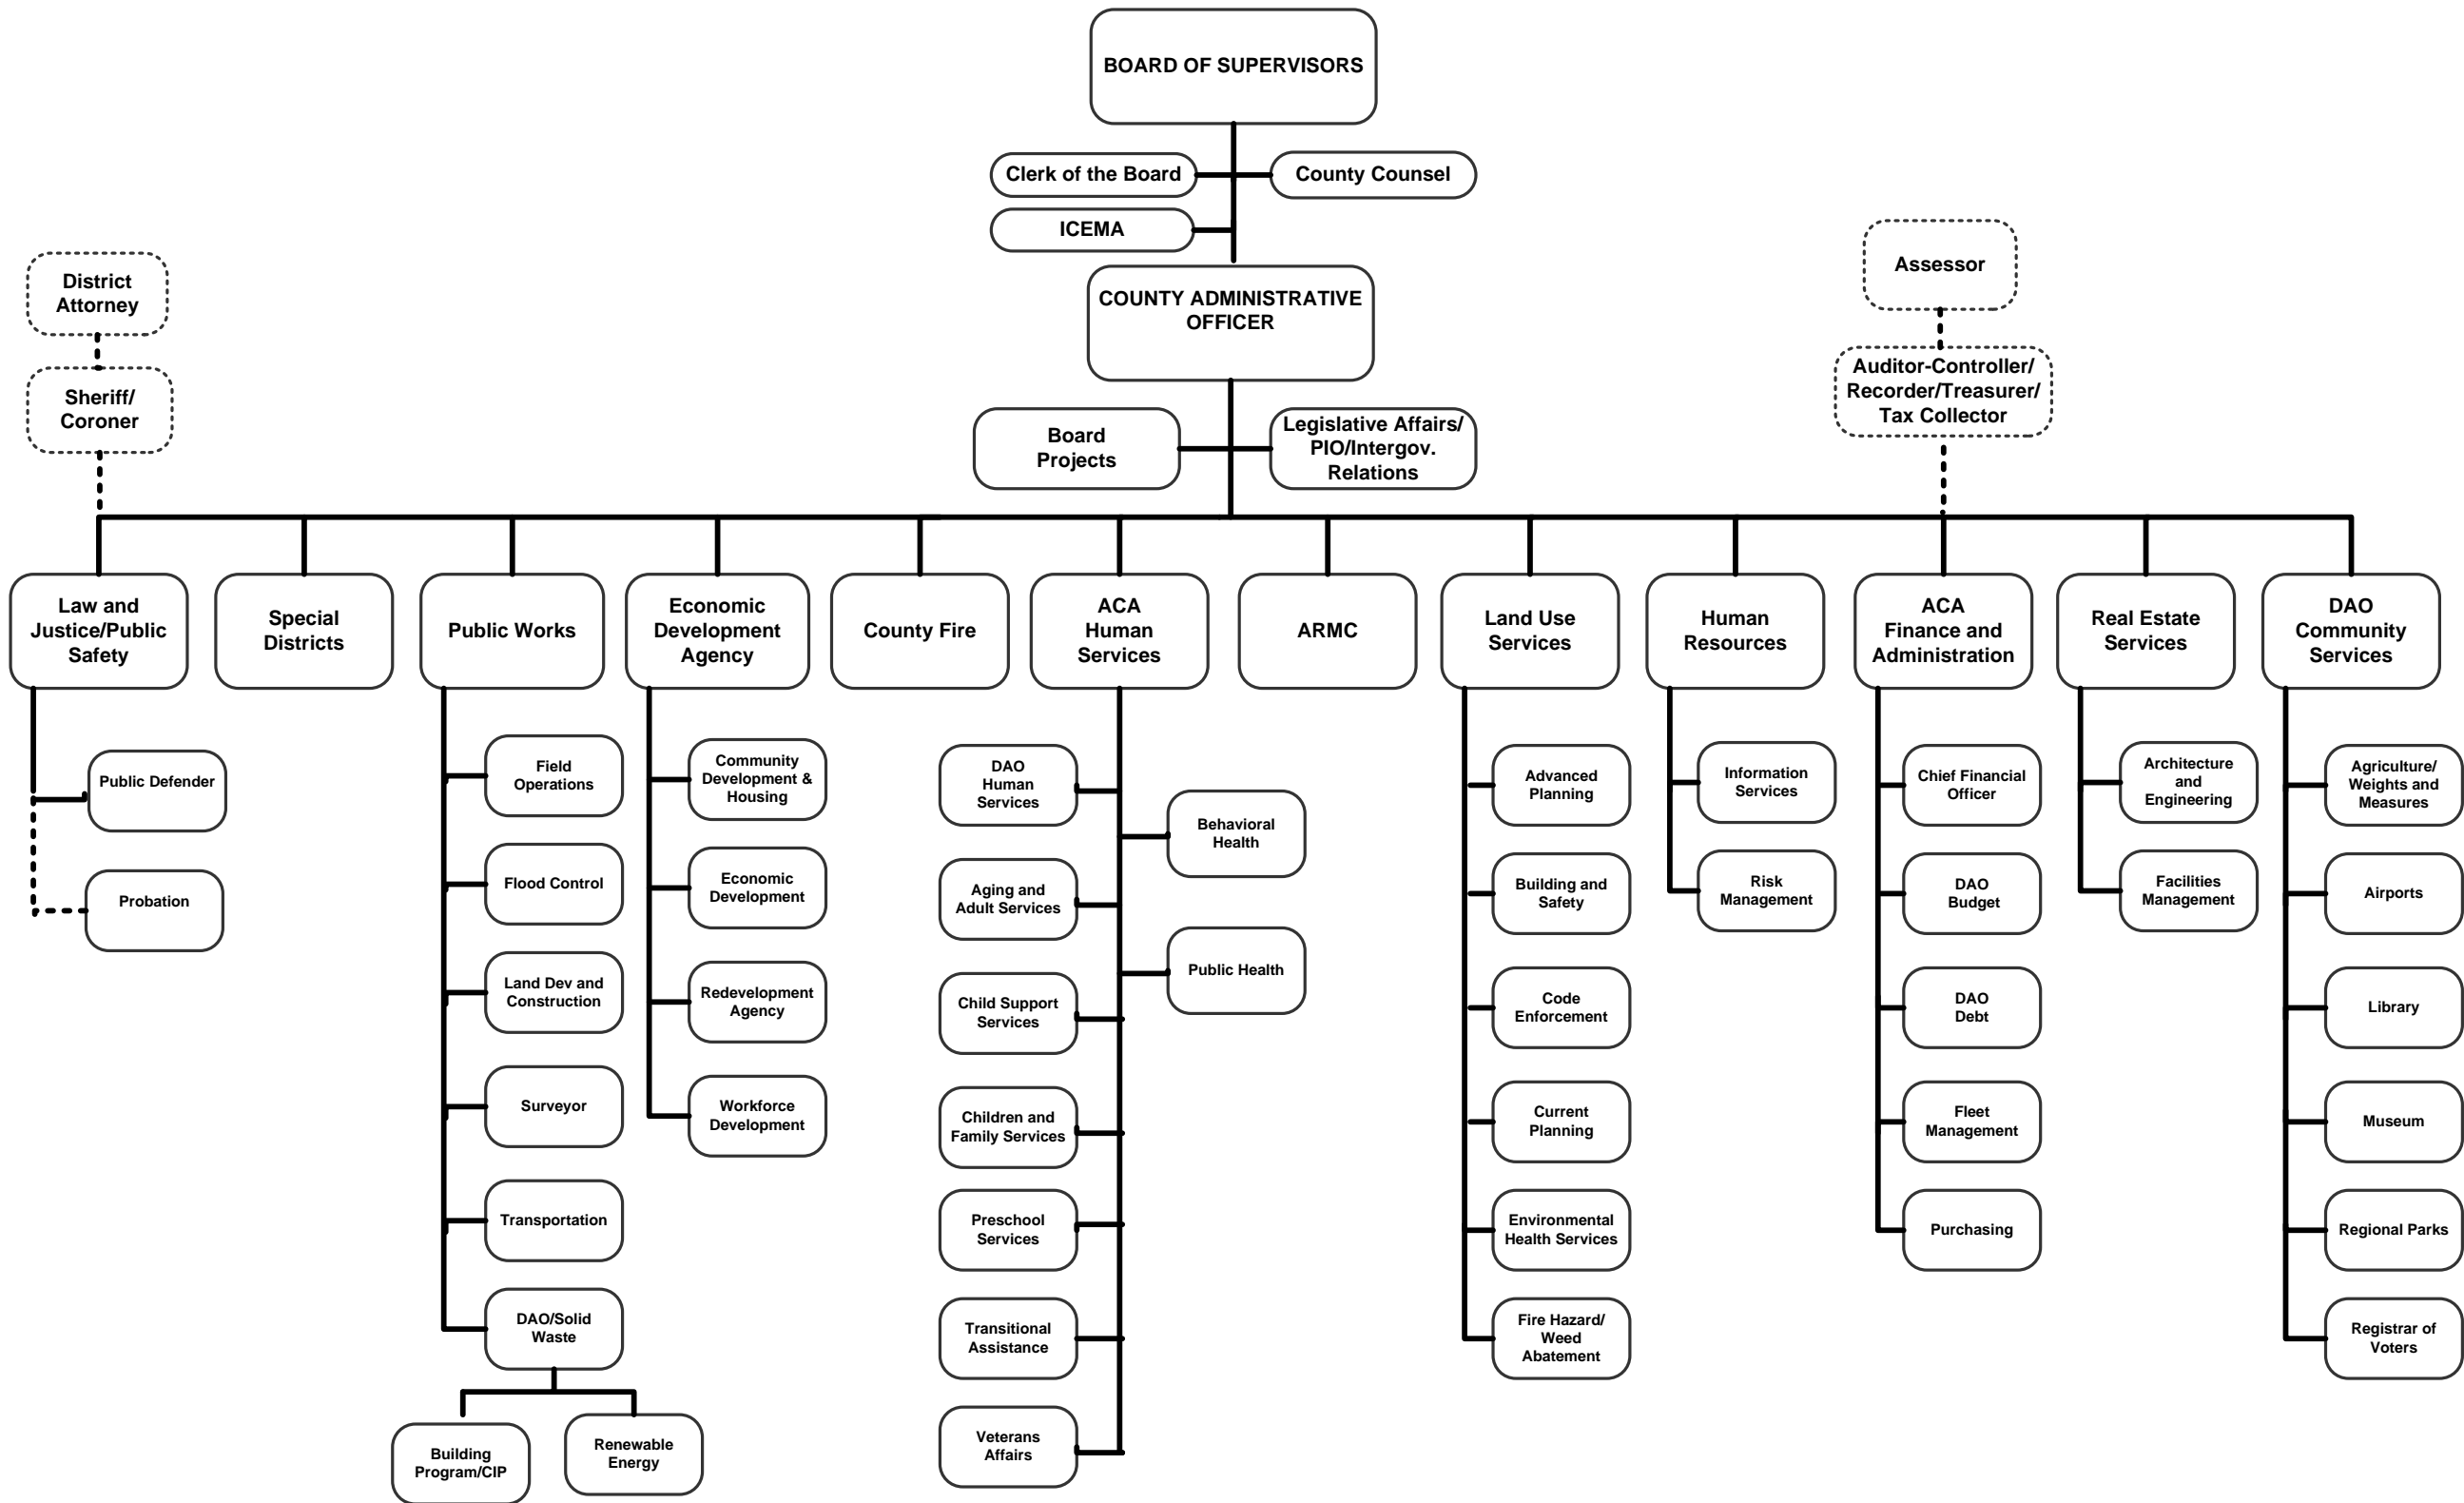 BOARD OF SUPERVISORS
Clerk of the Board
County Counsel
ICEMA
District
Attorney
Assessor
COUNTY ADMINISTRATIVE
OFFICER
Sheriff/
Coroner
Auditor-Controller/
Recorder/Treasurer/
Tax Collector
Board
Projects
Legislative Affairs/
PIO/Intergov.
Relations
Law and
Justice/Public
Safety
Special
Districts
Public Works
Economic
Development
Agency
County Fire
ACA
Human
Services
ARMC
Land Use
Services
Human
Resources
ACA
Finance and
Administration
Real Estate
Services
DAO
Community
Services
Public Defender
Probation
Field
Operations
Flood Control
Land Dev and
Construction
Surveyor
Transportation
DAO/Solid
Waste
Building
Program/CIP
Renewable
Energy
Community
Development &
Housing
Economic
Development
Redevelopment
Agency
Workforce
Development
DAO
Human
Services
Aging and
Adult Services
Child Support
Services
Children and
Family Services
Preschool
Services
Transitional
Assistance
Veterans
Affairs
Behavioral
Health
Public Health
Advanced
Planning
Building and
Safety
Code
Enforcement
Current
Planning
Environmental
Health Services
Fire Hazard/
Weed
Abatement
Information
Services
Risk
Management
Chief Financial
Officer
DAO
Budget
DAO
Debt
Fleet
Management
Purchasing
Architecture
and
Engineering
Facilities
Management
Agriculture/
Weights and
Measures
Airports
Library
Museum
Regional Parks
Registrar of
Voters